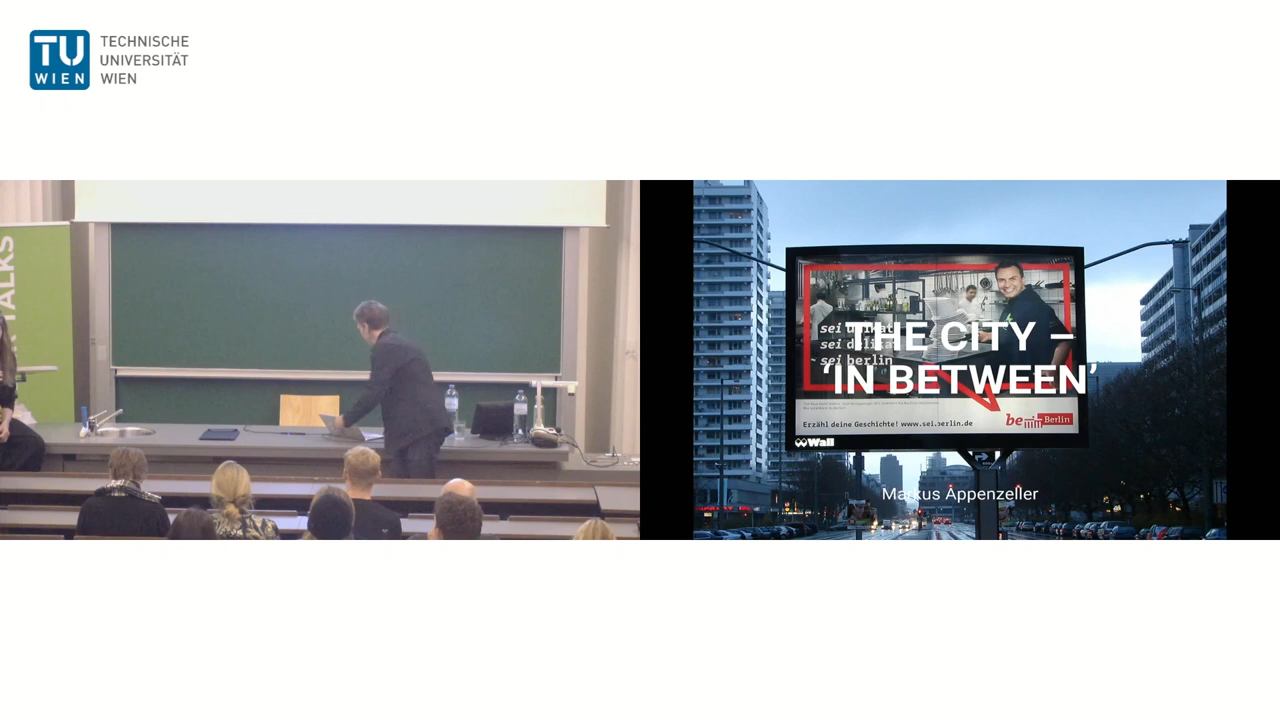 TU
WIEN
TECHNISCHE
UNIVERSITÄT
WIEN
TALKS
THE CITY –
‘IN BETWEEN’
sei
sei
sei berlin
Erzähl deine Geschichte! www.sei.berlin.de
be Berlin
Wall
Markus Appenzeller